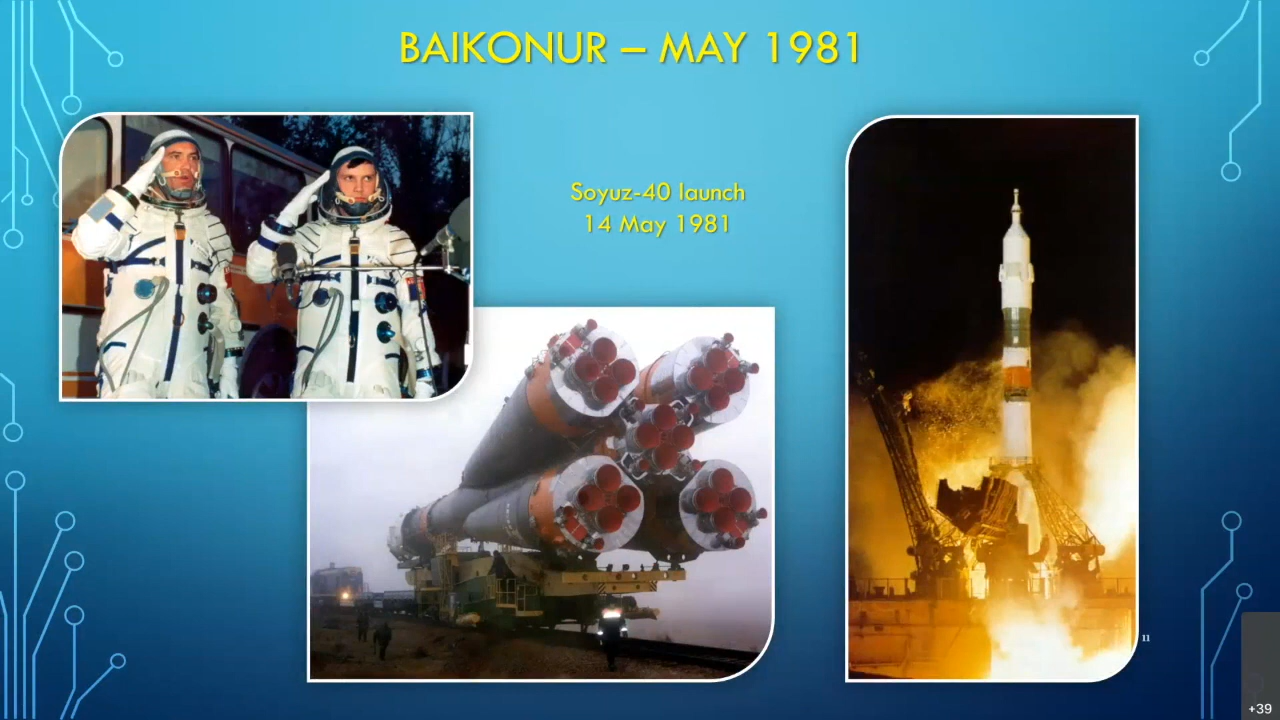 BAIKONUR – MAY 1981
Soyuz-40 launch
14 May 1981
11
+39